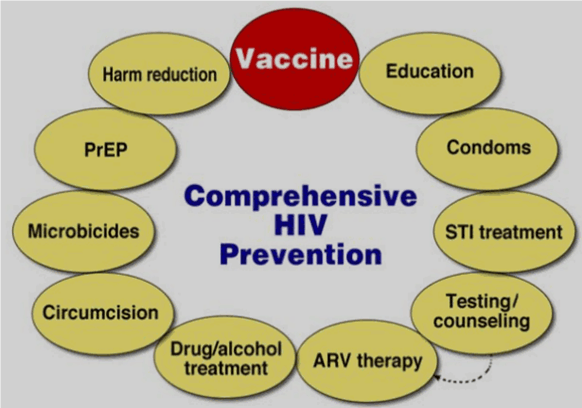 Vaccine
Education
Condoms
STI treatment
Testing/
counseling
ARV therapy
Drug/alcohol
treatment
Circumcision
Microbicides
PrEP
Harm reduction
Comprehensive
HIV
Prevention